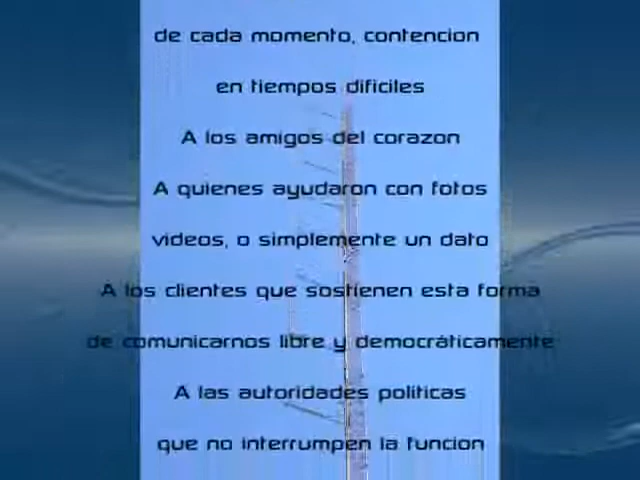 de cada momento, contencion
en tiempos dificiles
A los amigos del corazon
A quienes ayudaron con fotos
videos, o simplemente un dato
A los clientes que sostienen esta forma
de comunicarnos libre y democráticamente
A las autoridades politicas
que no interrumpen la funcion